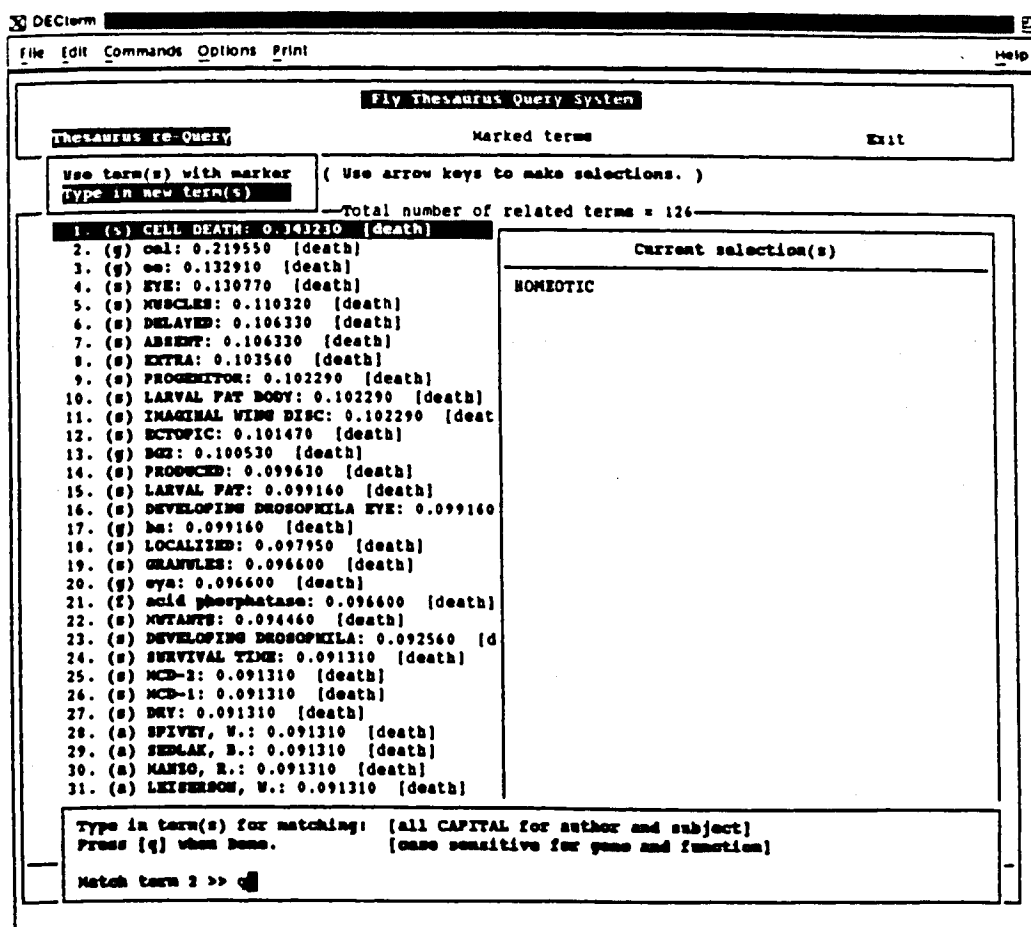 DECterm
File Edit Commands Options Print Help
Fly Thesaurus Query System
Thesaurus re-Query Marked terms Exit
Use term(s) with marker ( Use arrow keys to make selections. )
Type in new term(s)
Total number of related terms = 126
Current selection(s)
HOMEOTIC
1. (s) CELL DEATH: 0.343230 [death]
2. (g) cal: 0.219550 [death]
3. (g) ee: 0.132910 [death]
4. (s) EYE: 0.130770 [death]
5. (s) MUSCLES: 0.110320 [death]
6. (s) DELAYED: 0.106330 [death]
7. (s) ABSENT: 0.106330 [death]
8. (s) EXTRA: 0.103560 [death]
9. (s) PROGENITOR: 0.102290 [death]
10. (s) LARVAL FAT BODY: 0.102290 [death]
11. (s) IMAGINAL WING DISC: 0.102290 [deat
12. (s) ECTOPIC: 0.101470 [death]
13. (g) : 0.100530 [death]
14. (s) PRODUCED: 0.099630 [death]
15. (s) LARVAL FAT: 0.099160 [death]
16. (s) DEVELOPING DROSOPHILA EYE: 0.099160
17. (g) : 0.099160 [death]
18. (s) LOCALIZED: 0.097950 [death]
19. (s) GRANULES: 0.096600 [death]
20. (g) eya: 0.096600 [death]
21. (f) acid phosphatase: 0.096600 [death]
22. (s) MUTANTS: 0.094460 [death]
23. (s) DEVELOPING DROSOPHILA: 0.092560 [d
24. (s) SURVIVAL TIME: 0.091310 [death]
25. (s) MCD-2: 0.091310 [death]
26. (s) MCD-1: 0.091310 [death]
27. (s) DRY: 0.091310 [death]
28. (a) SPIVEY, W.: 0.091310 [death]
29. (a) SEDLAK, B.: 0.091310 [death]
30. (a) MANZO, R.: 0.091310 [death]
31. (a) LEISERSON, W.: 0.091310 [death]
Type in term(s) for matching: [all CAPITAL for author and subject]
Press [q] when Done. [case sensitive for gene and function]
Match term 2 >> q